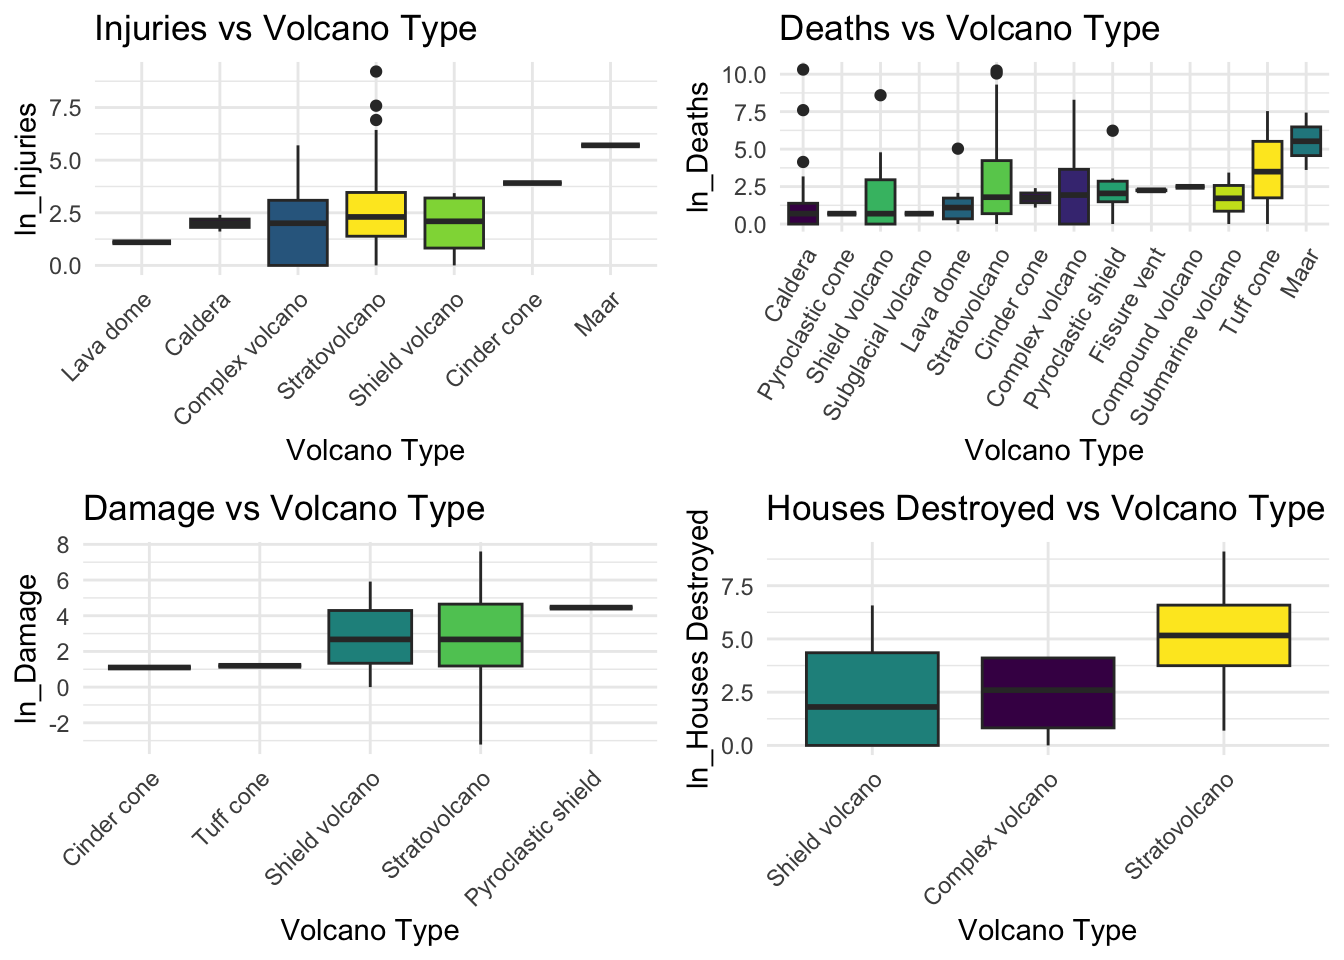 Injuries vs Volcano Type
ln_Injuries
7.5
5.0
2.5
0.0
Lava dome
Caldera
Complex volcano
Stratovolcano
Shield volcano
Cinder cone
Maar
Volcano Type
Deaths vs Volcano Type
ln_Deaths
10.0
7.5
5.0
2.5
0.0
Caldera
Pyroclastic cone
Shield volcano
Subglacial volcano
Lava dome
Stratovolcano
Cinder cone
Complex volcano
Pyroclastic shield
Fissure vent
Compound volcano
Submarine volcano
Tuff cone
Maar
Volcano Type
Damage vs Volcano Type
ln_Damage
8
6
4
2
0
-2
Cinder cone
Tuff cone
Shield volcano
Stratovolcano
Pyroclastic shield
Volcano Type
Houses Destroyed vs Volcano Type
ln_Houses Destroyed
7.5
5.0
2.5
0.0
Shield volcano
Complex volcano
Stratovolcano
Volcano Type